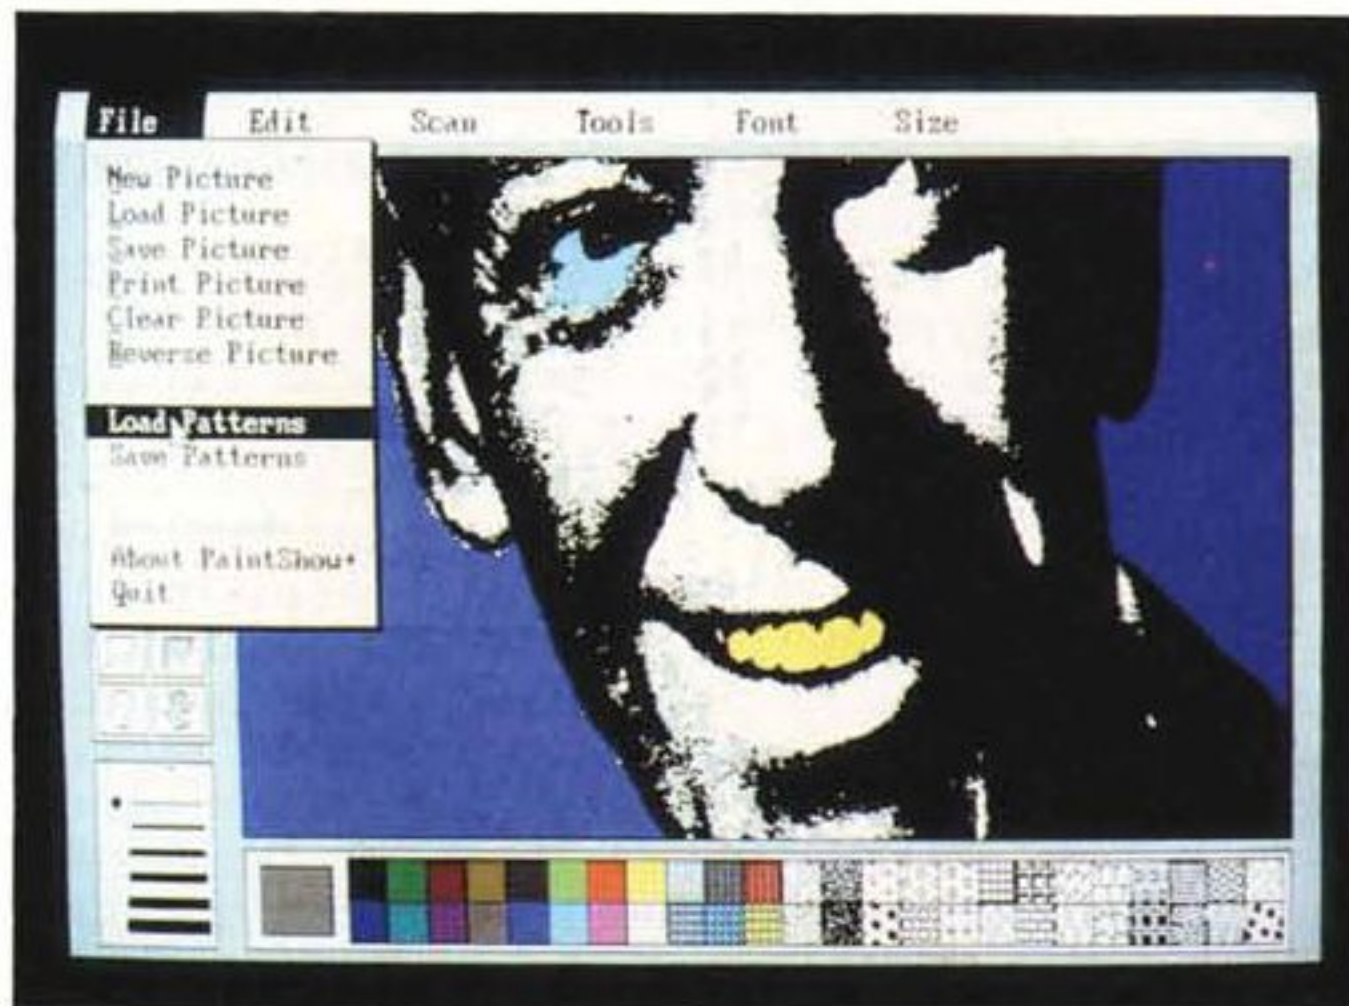 File Edit Scan Tools Font Size
New Picture
Load Picture
Save Picture
Print Picture
Clear Picture
Reverse Picture
Load Patterns
Save Patterns
About PaintShow+
Quit